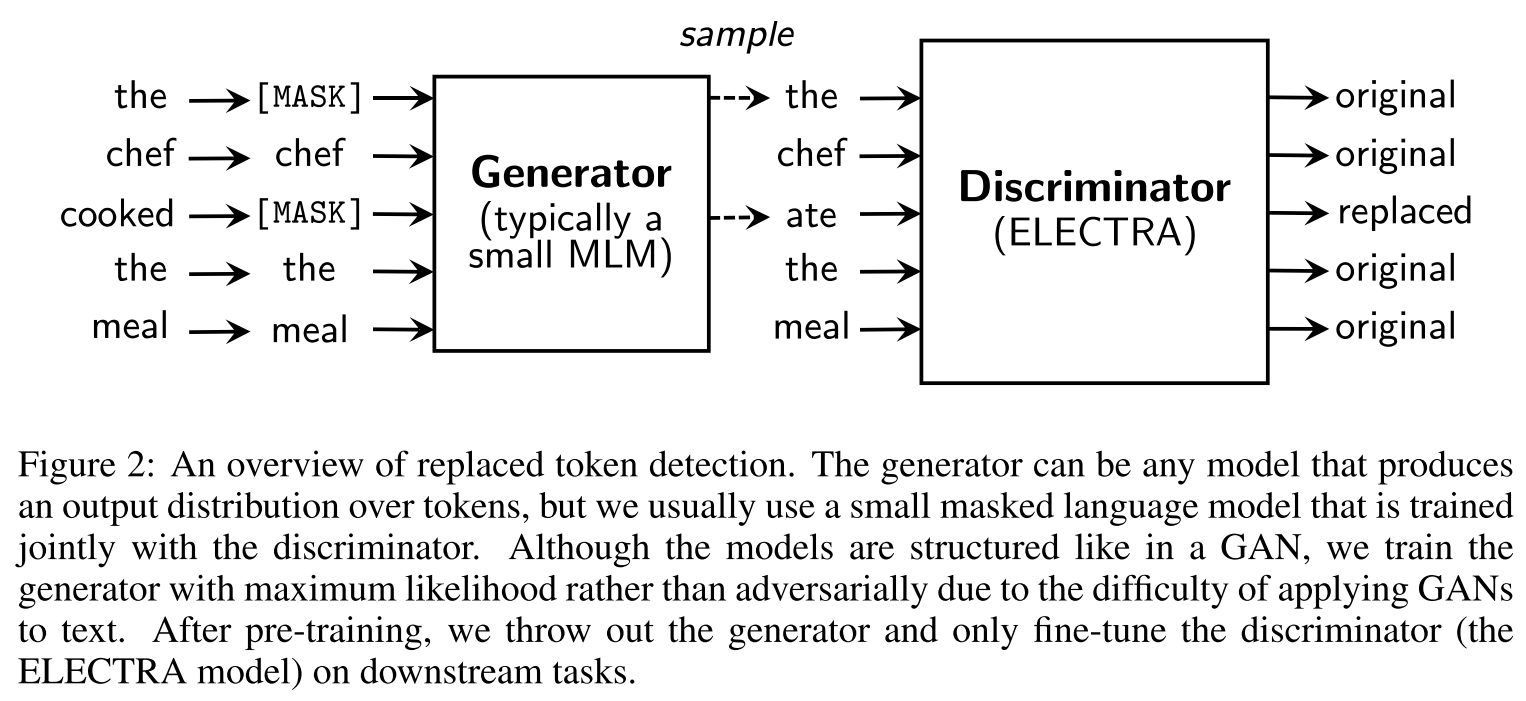 sample
the [MASK] the original
chef chef chef original
cooked [MASK] ate replaced
the the the original
meal meal meal original
Generator
(typically a
small MLM)
Discriminator
(ELECTRA)
Figure 2: An overview of replaced token detection. The generator can be any model that produces
an output distribution over tokens, but we usually use a small masked language model that is trained
jointly with the discriminator. Although the models are structured like in a GAN, we train the
generator with maximum likelihood rather than adversarially due to the difficulty of applying GANs
to text. After pre-training, we throw out the generator and only fine-tune the discriminator (the
ELECTRA model) on downstream tasks.